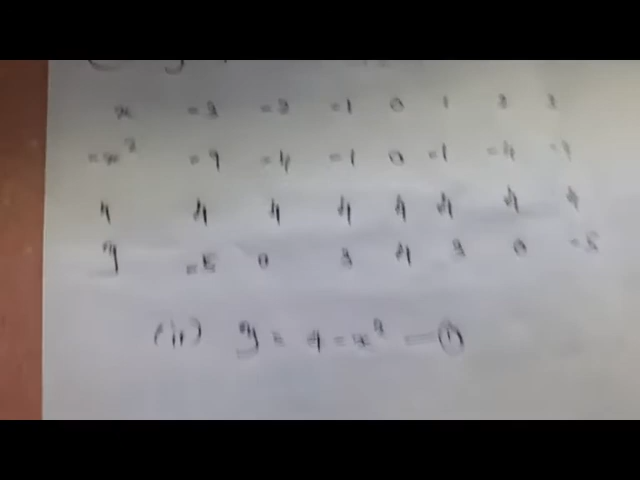 x -3 -2 -1 0 1 2 3
-x² -9 -4 -1 0 -1 -4 -9
4 4 4 4 4 4 4 4
y -5 0 3 4 3 0 -5
(ii) y = 4 - x² — ①